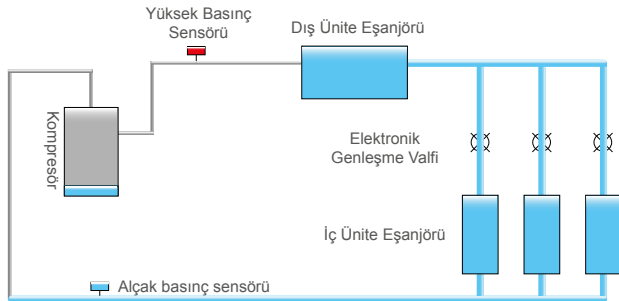 Yüksek Basınç
Sensörü
Dış Ünite Eşanjörü
Kompresör
Elektronik
Genleşme Valfi
İç Ünite Eşanjörü
Alçak basınç sensörü